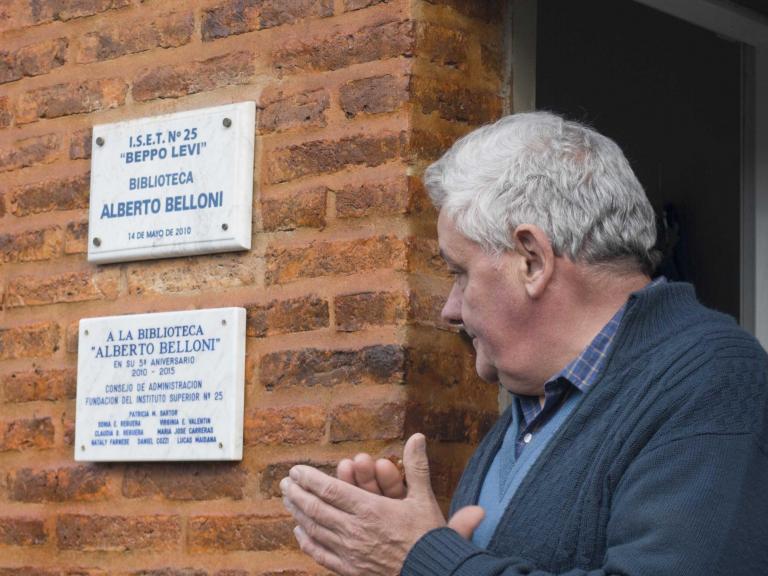 I.S.E.T. Nº 25
"BEPPO LEVI"
BIBLIOTECA
ALBERTO BELLONI
14 DE MAYO DE 2010
A LA BIBLIOTECA
"ALBERTO BELLONI"
EN SU 5º ANIVERSARIO
2010 - 2015
CONSEJO DE ADMINISTRACION
FUNDACION DEL INSTITUTO SUPERIOR Nº 25
PATRICIA M. SARTOR
SONIA E. REGUERA VIRGINIA E. VALENTIN
CLAUDIA S. REGUERA MARIA JOSE CARRERAS
NATALY FARNESE DANIEL COZZI LUCAS MAIDANA